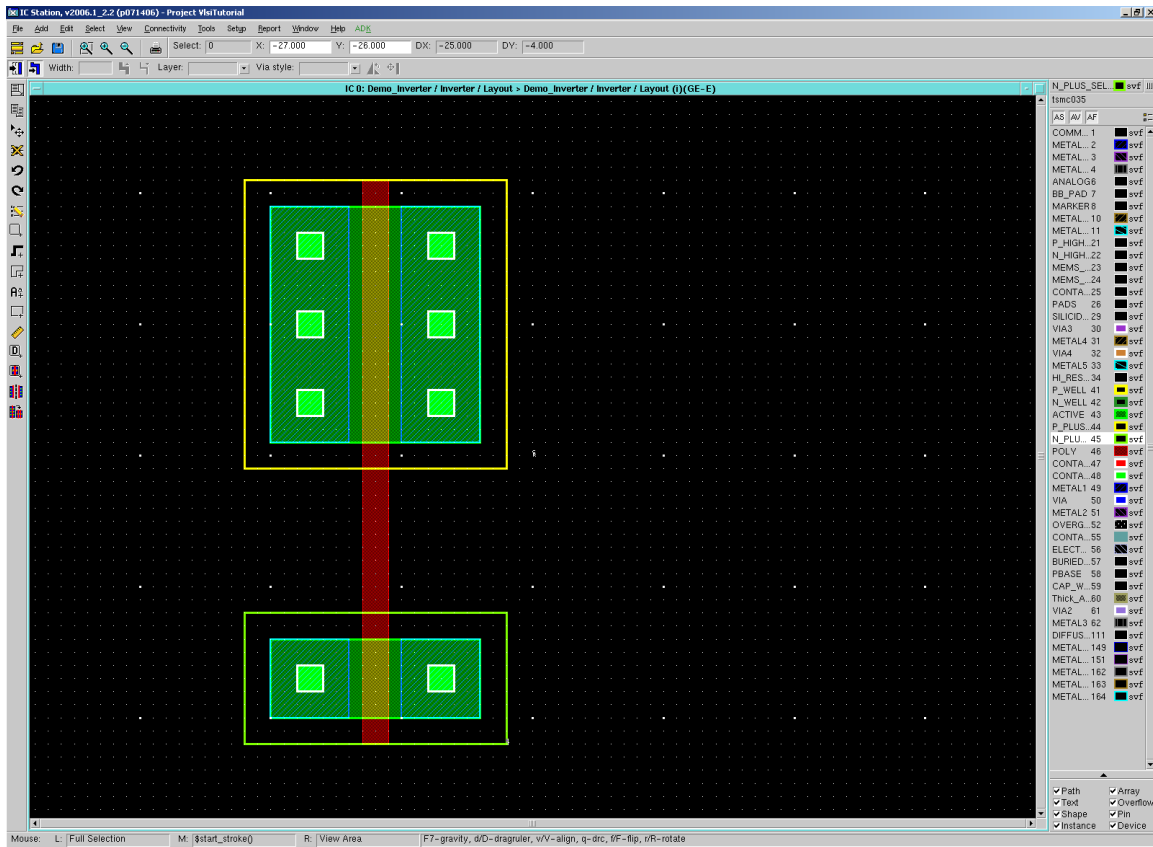 IC Station, v2006.1_2.2 (p071406) - Project VlsiTutorial
File Add Edit Select View Connectivity Tools Setup Report Window Help ADK
Select: 0 X: -27.000 Y: -26.000 DX: -25.000 DY: -4.000
Width: Layer: Via style:
IC 0: Demo_Inverter / Inverter / Layout > Demo_Inverter / Inverter / Layout (i)(GE-E)
N_PLUS_SEL... svf
tsmc035
AS AV AF
COMM... 1 svf
METAL... 2 svf
METAL... 3 svf
METAL... 4 svf
ANALOG 6 svf
BB_PAD 7 svf
MARKER 8 svf
METAL... 10 svf
METAL... 11 svf
P_HIGH... 21 svf
N_HIGH... 22 svf
MEMS_... 23 svf
MEMS_... 24 svf
CONTA... 25 svf
PADS 26 svf
SILICID... 29 svf
VIA3 30 svf
METAL4 31 svf
VIA4 32 svf
METAL5 33 svf
HI_RES... 34 svf
P_WELL 41 svf
N_WELL 42 svf
ACTIVE 43 svf
P_PLUS... 44 svf
N_PLU... 45 svf
POLY 46 svf
CONTA... 47 svf
CONTA... 48 svf
METAL1 49 svf
VIA 50 svf
METAL2 51 svf
OVERG... 52 svf
CONTA... 55 svf
ELECT... 56 svf
BURIED... 57 svf
PBASE 58 svf
CAP_W... 59 svf
Thick_A... 60 svf
VIA2 61 svf
METAL3 62 svf
DIFFUS... 111 svf
METAL... 149 svf
METAL... 151 svf
METAL... 162 svf
METAL... 163 svf
METAL... 164 svf
Path Array
Text Overflow
Shape Pin
Instance Device
Mouse: L: Full Selection M: $start_stroke() R: View Area F7-gravity, d/D-dragruler, v/V-align, q-drc, f/F-flip, r/R-rotate